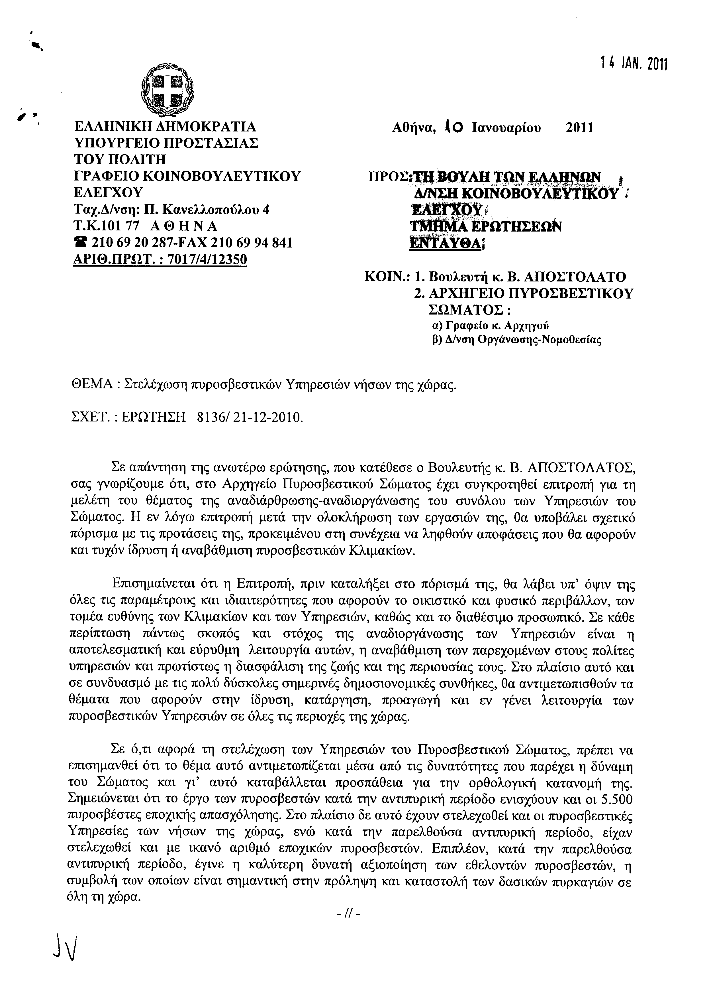 14 ΙΑΝ. 2011
ΕΛΛΗΝΙΚΗ ΔΗΜΟΚΡΑΤΙΑ
ΥΠΟΥΡΓΕΙΟ ΠΡΟΣΤΑΣΙΑΣ
ΤΟΥ ΠΟΛΙΤΗ
ΓΡΑΦΕΙΟ ΚΟΙΝΟΒΟΥΛΕΥΤΙΚΟΥ
ΕΛΕΓΧΟΥ
Ταχ.Δ/νση: Π. Κανελλοπούλου 4
Τ.Κ.101 77 Α Θ Η Ν Α
☎ 210 69 20 287-FAX 210 69 94 841
ΑΡΙΘ.ΠΡΩΤ. : 7017/4/12350
Αθήνα, 10 Ιανουαρίου 2011
ΠΡΟΣ:ΤΗ ΒΟΥΛΗ ΤΩΝ ΕΛΛΗΝΩΝ
Δ/ΝΣΗ ΚΟΙΝΟΒΟΥΛΕΥΤΙΚΟΥ
ΕΛΕΓΧΟΥ
ΤΜΗΜΑ ΕΡΩΤΗΣΕΩΝ
ΕΝΤΑΥΘΑ
ΚΟΙΝ.: 1. Βουλευτή κ. Β. ΑΠΟΣΤΟΛΑΤΟ
2. ΑΡΧΗΓΕΙΟ ΠΥΡΟΣΒΕΣΤΙΚΟΥ
ΣΩΜΑΤΟΣ :
α) Γραφείο κ. Αρχηγού
β) Δ/νση Οργάνωσης-Νομοθεσίας
ΘΕΜΑ : Στελέχωση πυροσβεστικών Υπηρεσιών νήσων της χώρας.
ΣΧΕΤ. : ΕΡΩΤΗΣΗ 8136/ 21-12-2010.
Σε απάντηση της ανωτέρω ερώτησης, που κατέθεσε ο Βουλευτής κ. Β. ΑΠΟΣΤΟΛΑΤΟΣ,
σας γνωρίζουμε ότι, στο Αρχηγείο Πυροσβεστικού Σώματος έχει συγκροτηθεί επιτροπή για τη
μελέτη του θέματος της αναδιάρθρωσης-αναδιοργάνωσης του συνόλου των Υπηρεσιών του
Σώματος. Η εν λόγω επιτροπή μετά την ολοκλήρωση των εργασιών της, θα υποβάλει σχετικό
πόρισμα με τις προτάσεις της, προκειμένου στη συνέχεια να ληφθούν αποφάσεις που θα αφορούν
και τυχόν ίδρυση ή αναβάθμιση πυροσβεστικών Κλιμακίων.
Επισημαίνεται ότι η Επιτροπή, πριν καταλήξει στο πόρισμά της, θα λάβει υπ’ όψιν της
όλες τις παραμέτρους και ιδιαιτερότητες που αφορούν το οικιστικό και φυσικό περιβάλλον, τον
τομέα ευθύνης των Κλιμακίων και των Υπηρεσιών, καθώς και το διαθέσιμο προσωπικό. Σε κάθε
περίπτωση πάντως σκοπός και στόχος της αναδιοργάνωσης των Υπηρεσιών είναι η
αποτελεσματική και εύρυθμη λειτουργία αυτών, η αναβάθμιση των παρεχομένων στους πολίτες
υπηρεσιών και πρωτίστως η διασφάλιση της ζωής και της περιουσίας τους. Στο πλαίσιο αυτό και
σε συνδυασμό με τις πολύ δύσκολες σημερινές δημοσιονομικές συνθήκες, θα αντιμετωπισθούν τα
θέματα που αφορούν στην ίδρυση, κατάργηση, προαγωγή και εν γένει λειτουργία των
πυροσβεστικών Υπηρεσιών σε όλες τις περιοχές της χώρας.
Σε ό,τι αφορά τη στελέχωση των Υπηρεσιών του Πυροσβεστικού Σώματος, πρέπει να
επισημανθεί ότι το θέμα αυτό αντιμετωπίζεται μέσα από τις δυνατότητες που παρέχει η δύναμη
του Σώματος και γι’ αυτό καταβάλλεται προσπάθεια για την ορθολογική κατανομή της.
Σημειώνεται ότι το έργο των πυροσβεστών κατά την αντιπυρική περίοδο ενισχύουν και οι 5.500
πυροσβέστες εποχικής απασχόλησης. Στο πλαίσιο δε αυτό έχουν στελεχωθεί και οι πυροσβεστικές
Υπηρεσίες των νήσων της χώρας, ενώ κατά την παρελθούσα αντιπυρική περίοδο, είχαν
στελεχωθεί και με ικανό αριθμό εποχικών πυροσβεστών. Επιπλέον, κατά την παρελθούσα
αντιπυρική περίοδο, έγινε η καλύτερη δυνατή αξιοποίηση των εθελοντών πυροσβεστών, η
συμβολή των οποίων είναι σημαντική στην πρόληψη και καταστολή των δασικών πυρκαγιών σε
όλη τη χώρα.
- // -